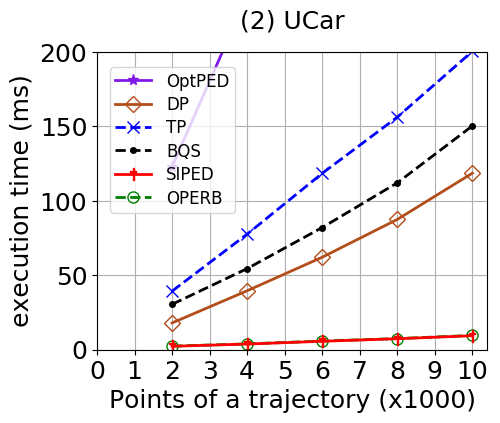 (2) UCar
execution time (ms)
200
150
100
50
0
OptPED
DP
TP
BQS
SIPED
OPERB
0 1 2 3 4 5 6 7 8 9 10
Points of a trajectory (x1000)